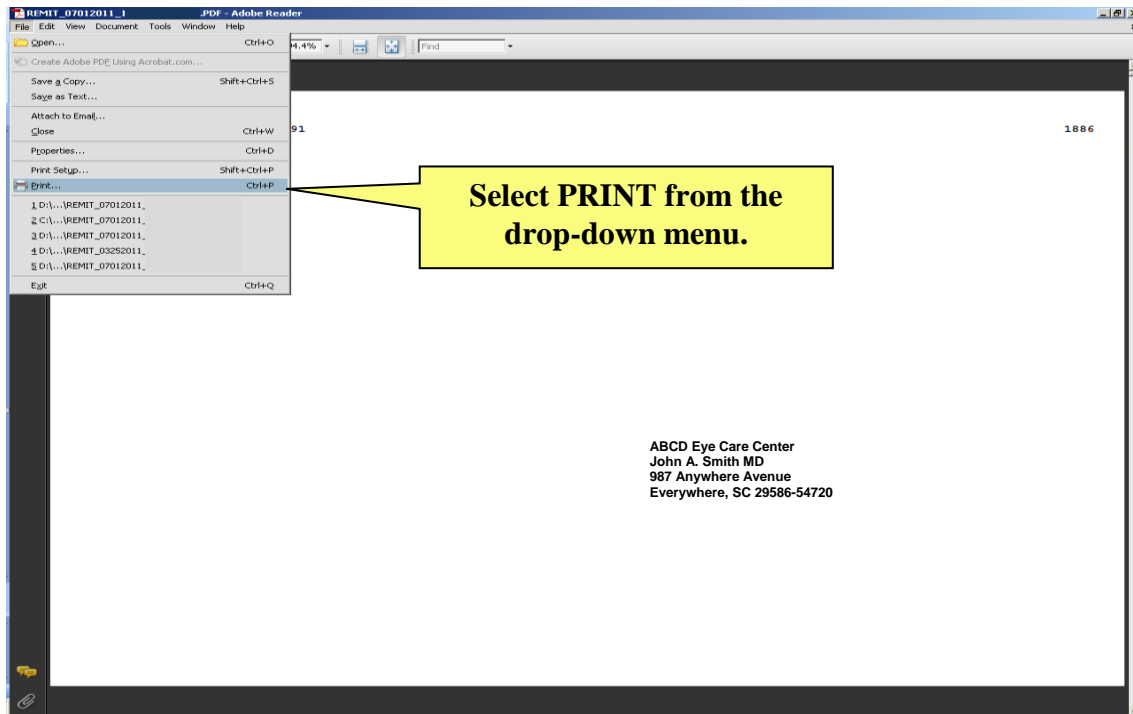 REMIT_07012011_1 .PDF - Adobe Reader
File Edit View Document Tools Window Help
Open... Ctrl+O
4.4% Find
Create Adobe PDF Using Acrobat.com...
Save a Copy... Shift+Ctrl+S
Save as Text...
Attach to Email...
Close Ctrl+W
91 1886
Properties... Ctrl+D
Print Setup... Shift+Ctrl+P
Print... Ctrl+P
1 D:\...\REMIT_07012011_
2 C:\...\REMIT_07012011_
3 D:\...\REMIT_07012011_
4 D:\...\REMIT_03252011_
5 D:\...\REMIT_07012011_
Exit Ctrl+Q
Select PRINT from the
drop-down menu.
ABCD Eye Care Center
John A. Smith MD
987 Anywhere Avenue
Everywhere, SC 29586-54720